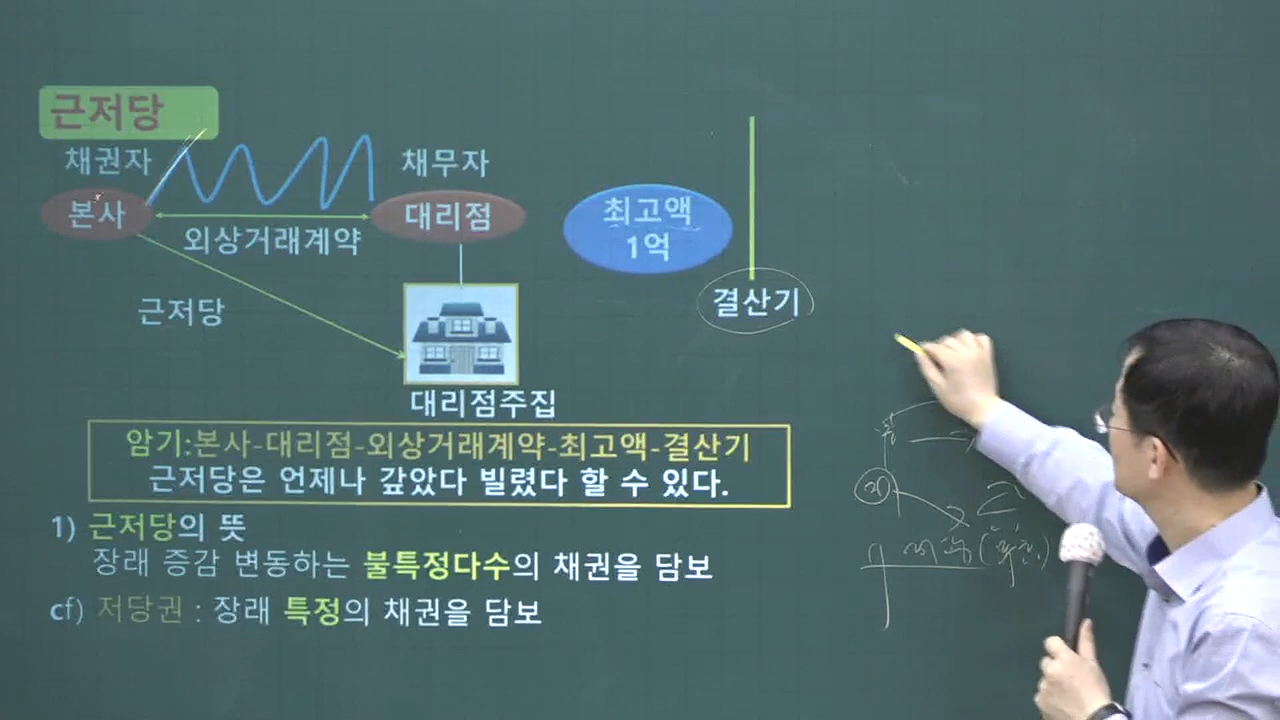 근저당
채권자
채무자
본사
대리점
외상거래계약
최고액
1억
근저당
결산기
대리점주집
암기:본사-대리점-외상거래계약-최고액-결산기
근저당은 언제나 갚았다 빌렸다 할 수 있다.
1) 근저당의 뜻
장래 증감 변동하는 불특정다수의 채권을 담보
cf) 저당권 : 장래 특정의 채권을 담보